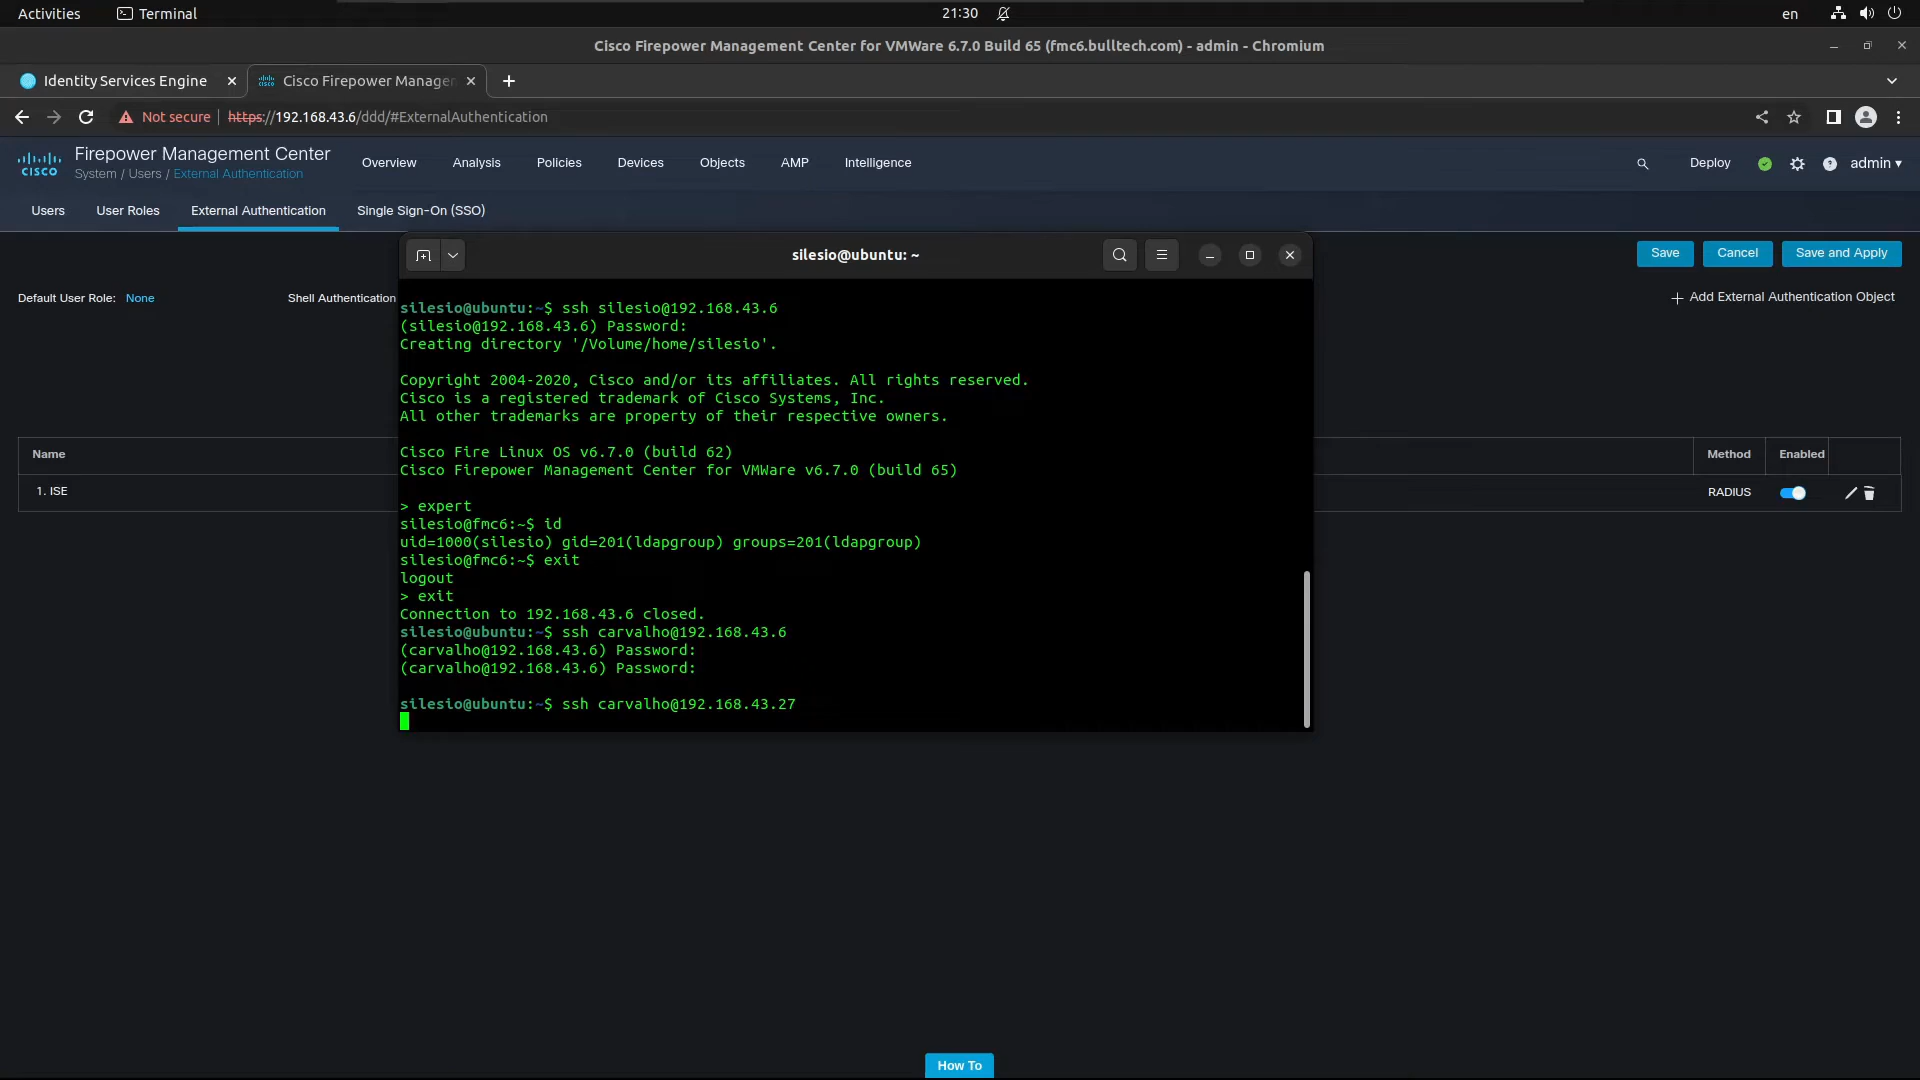 Activities
Terminal
21:30
en
Cisco Firepower Management Center for VMWare 6.7.0 Build 65 (fmc6.bulltech.com) - admin - Chromium
Identity Services Engine
Cisco Firepower Manager
Not secure
https://192.168.43.6/ddd/#ExternalAuthentication
Firepower Management Center
System / Users / External Authentication
cisco
Overview
Analysis
Policies
Devices
Objects
AMP
Intelligence
Deploy
admin
Users
User Roles
External Authentication
Single Sign-On (SSO)
silesio@ubuntu: ~
Save
Cancel
Save and Apply
Default User Role: None
Shell Authentication
Add External Authentication Object
silesio@ubuntu:~$ ssh silesio@192.168.43.6
(silesio@192.168.43.6) Password:
Creating directory '/Volume/home/silesio'.
Copyright 2004-2020, Cisco and/or its affiliates. All rights reserved.
Cisco is a registered trademark of Cisco Systems, Inc.
All other trademarks are property of their respective owners.
Cisco Fire Linux OS v6.7.0 (build 62)
Cisco Firepower Management Center for VMWare v6.7.0 (build 65)
> expert
silesio@fmc6:~$ id
uid=1000(silesio) gid=201(ldapgroup) groups=201(ldapgroup)
silesio@fmc6:~$ exit
logout
> exit
Connection to 192.168.43.6 closed.
silesio@ubuntu:~$ ssh carvalho@192.168.43.6
(carvalho@192.168.43.6) Password:
(carvalho@192.168.43.6) Password:
silesio@ubuntu:~$ ssh carvalho@192.168.43.27
Name
Method
Enabled
1. ISE
RADIUS
How To